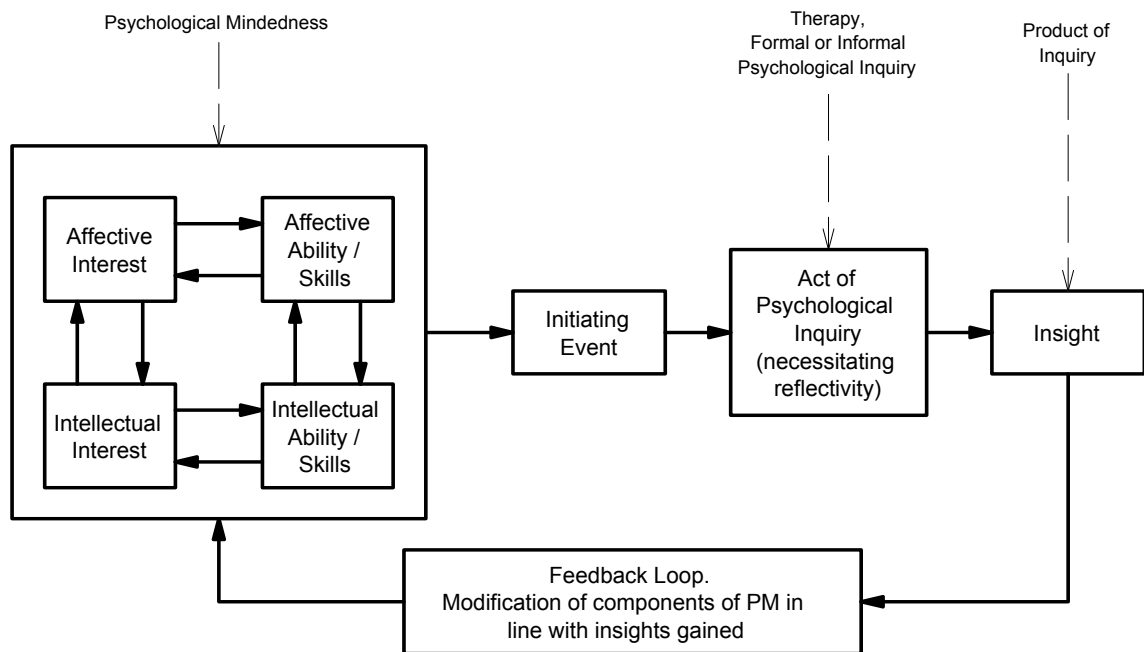 Psychological Mindedness
Therapy,
Formal or Informal
Psychological Inquiry
Product of
Inquiry
Affective
Interest
Affective
Ability /
Skills
Intellectual
Interest
Intellectual
Ability /
Skills
Initiating
Event
Act of
Psychological
Inquiry
(necessitating
reflectivity)
Insight
Feedback Loop.
Modification of components of PM in
line with insights gained